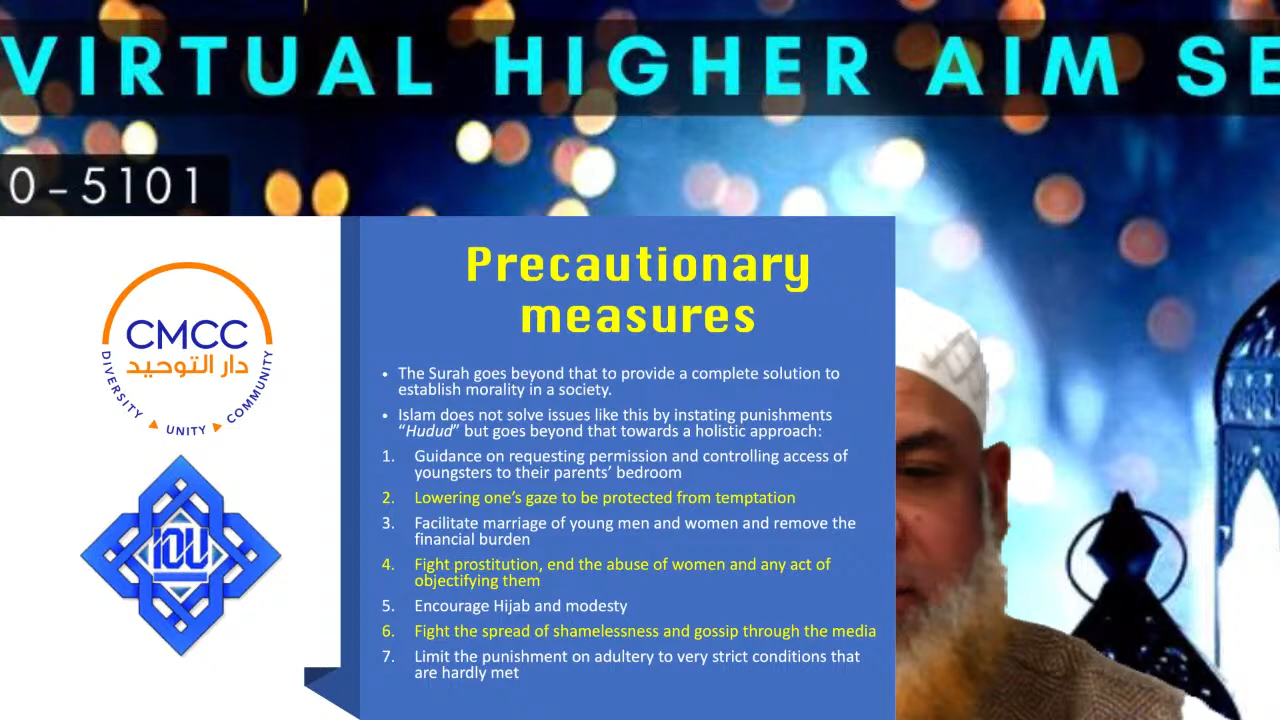 VIRTUAL HIGHER AIM SE
0-5101
CMCC
دار التوحيد
DIVERSITY ▲ UNITY ▶ COMMUNITY
IOU
Precautionary
measures
• The Surah goes beyond that to provide a complete solution to
establish morality in a society.
• Islam does not solve issues like this by instating punishments
“Hudud” but goes beyond that towards a holistic approach:
1. Guidance on requesting permission and controlling access of
youngsters to their parents’ bedroom
2. Lowering one’s gaze to be protected from temptation
3. Facilitate marriage of young men and women and remove the
financial burden
4. Fight prostitution, end the abuse of women and any act of
objectifying them
5. Encourage Hijab and modesty
6. Fight the spread of shamelessness and gossip through the media
7. Limit the punishment on adultery to very strict conditions that
are hardly met